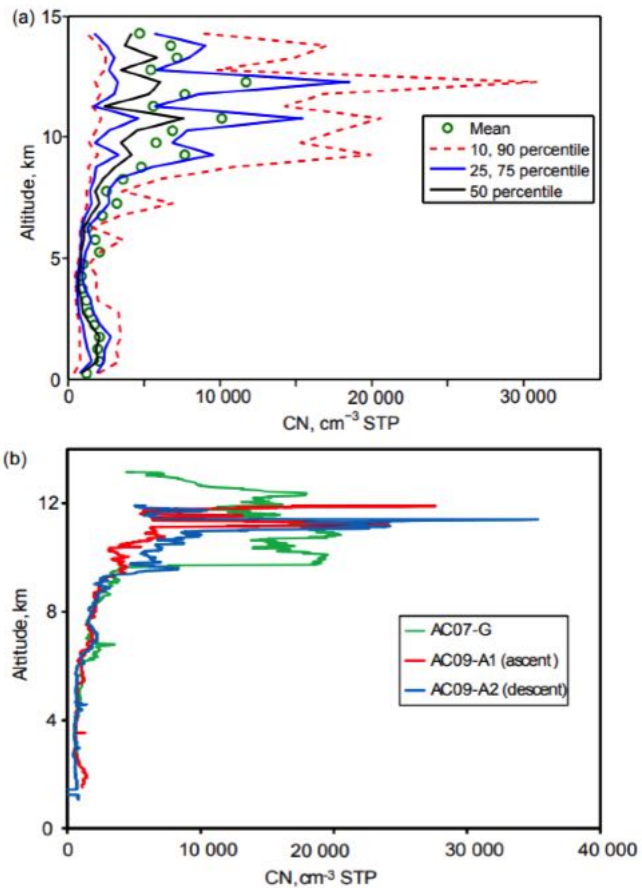 (a)
15
10
5
0
Altitude, km
Mean
10, 90 percentile
25, 75 percentile
50 percentile
0 10 000 20 000 30 000
CN, cm⁻³ STP
(b)
12
8
4
0
Altitude, km
AC07-G
AC09-A1 (ascent)
AC09-A2 (descent)
0 10 000 20 000 30 000 40 000
CN, cm⁻³ STP